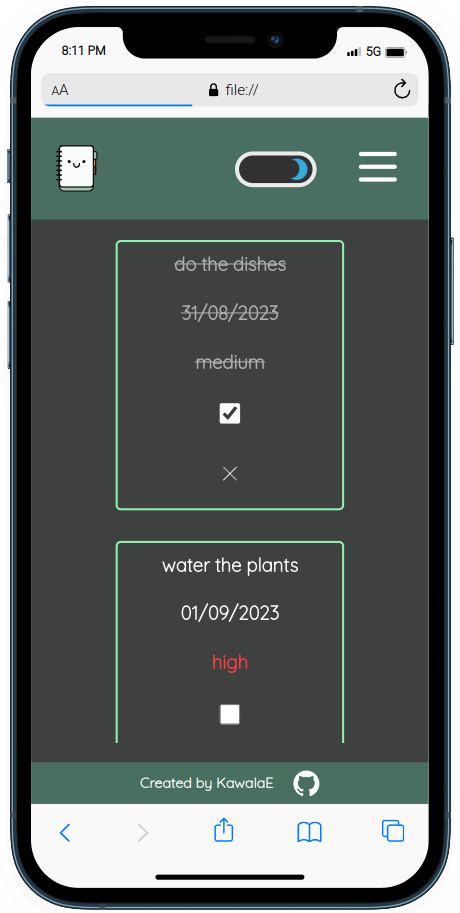 8:11 PM
5G
AA
file://
do the dishes
31/08/2023
medium
water the plants
01/09/2023
high
Created by KawalaE